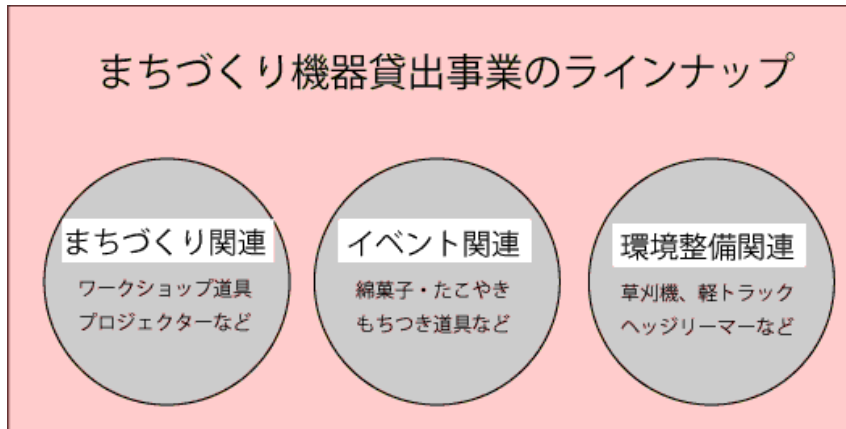 まちづくり機器貸出事業のラインナップ
まちづくり関連
ワークショップ道具
プロジェクターなど
イベント関連
綿菓子・たこやき
もちつき道具など
環境整備関連
草刈機、軽トラック
ヘッジリーマーなど